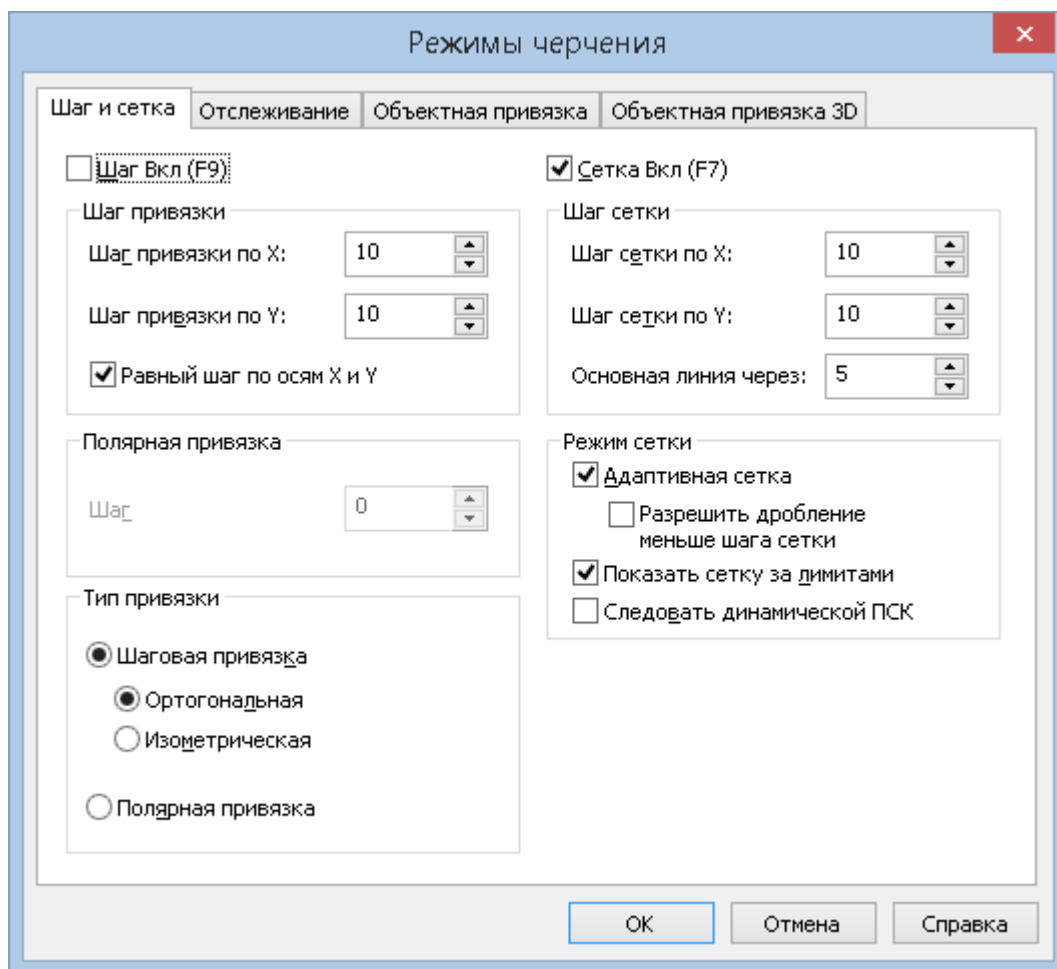 Режимы черчения
Шаг и сетка
Отслеживание
Объектная привязка
Объектная привязка 3D
Шаг Вкл (F9)
Шаг привязки
Шаг привязки по X:
10
Шаг привязки по Y:
10
Равный шаг по осям X и Y
Полярная привязка
Шаг
0
Тип привязки
Шаговая привязка
Ортогональная
Изометрическая
Полярная привязка
Сетка Вкл (F7)
Шаг сетки
Шаг сетки по X:
10
Шаг сетки по Y:
10
Основная линия через:
5
Режим сетки
Адаптивная сетка
Разрешить дробление
меньше шага сетки
Показать сетку за лимитами
Следовать динамической ПСК
OK
Отмена
Справка